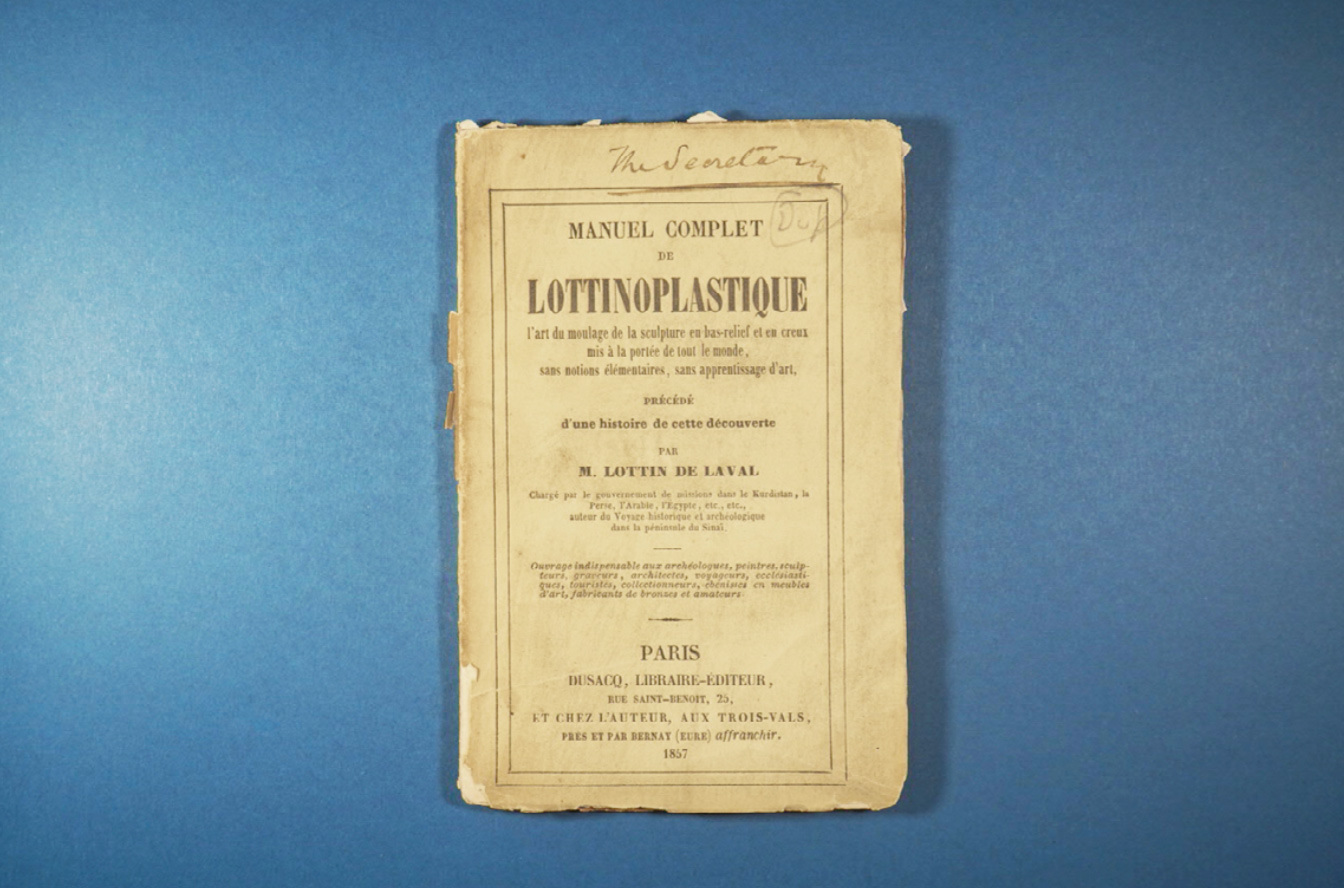 The Secretary
Dup
MANUEL COMPLET
DE
LOTTINOPLASTIQUE
l'art du moulage de la sculpture en bas-relief et en creux
mis à la portée de tout le monde,
sans notions élémentaires, sans apprentissage d'art,
PRÉCÉDÉ
d'une histoire de cette découverte
PAR
M. LOTTIN DE LAVAL
Chargé par le gouvernement de missions dans le Kurdistan, la
Perse, l'Arabie, l'Égypte, etc., etc.,
auteur du Voyage historique et archéologique
dans la péninsule du Sinaï.
Ouvrage indispensable aux archéologues, peintres, sculp-
teurs, graveurs, architectes, voyageurs, ecclésiasti-
ques, touristes, collectionneurs, ébénistes en meubles
d'art, fabricants de bronzes et amateurs.
PARIS
DUSACQ, LIBRAIRE-ÉDITEUR,
RUE SAINT-BENOIT, 25,
ET CHEZ L'AUTEUR, AUX TROIS-VALS,
PRES ET PAR BERNAY (EURE) affranchir.
1857